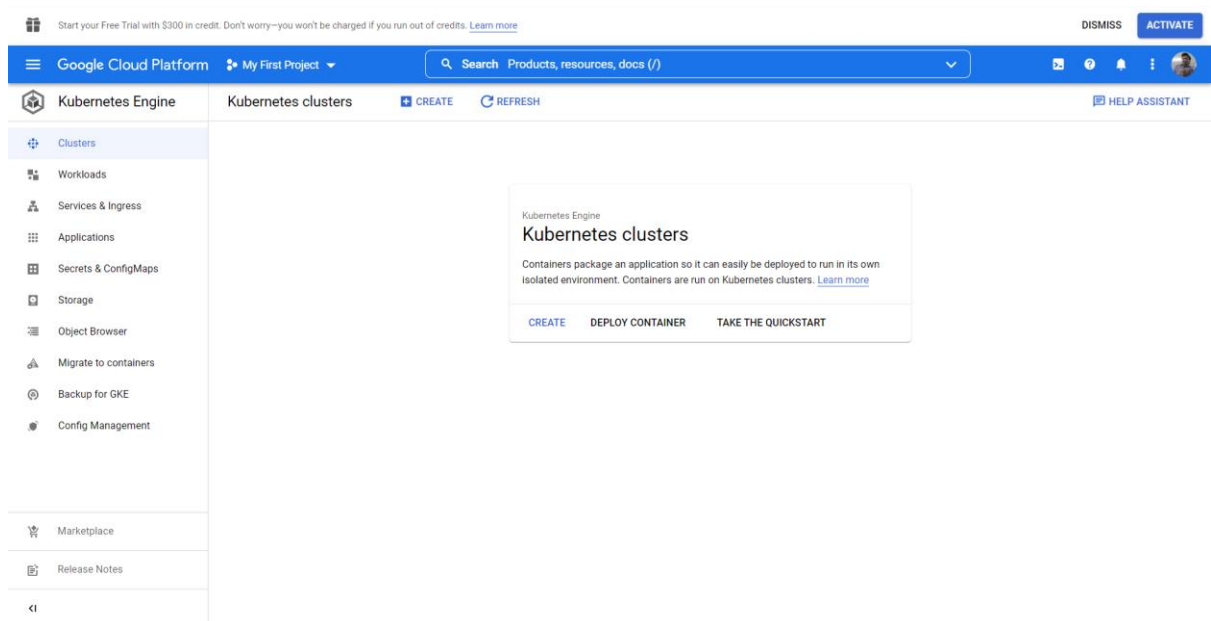 Start your Free Trial with $300 in credit. Don't worry—you won't be charged if you run out of credits. Learn more
DISMISS
ACTIVATE
Google Cloud Platform
My First Project
Search Products, resources, docs (/)
Kubernetes Engine
Kubernetes clusters
CREATE
REFRESH
HELP ASSISTANT
Clusters
Workloads
Services & Ingress
Applications
Secrets & ConfigMaps
Storage
Object Browser
Migrate to containers
Backup for GKE
Config Management
Marketplace
Release Notes
Kubernetes Engine
Kubernetes clusters
Containers package an application so it can easily be deployed to run in its own
isolated environment. Containers are run on Kubernetes clusters. Learn more
CREATE
DEPLOY CONTAINER
TAKE THE QUICKSTART